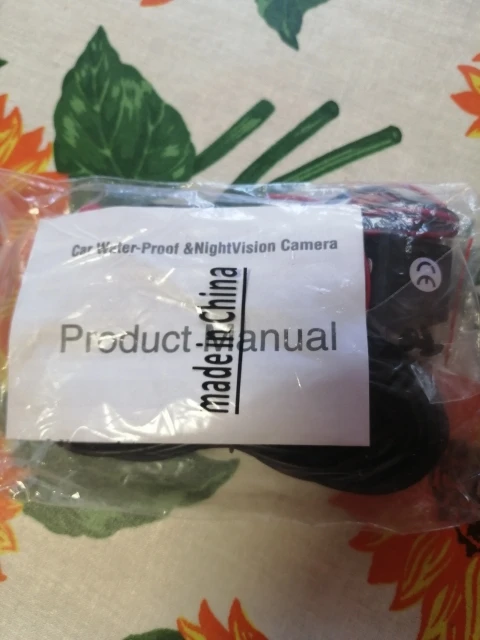 Car Water-Proof &NightVision Camera
Product Manual
made in China
CE